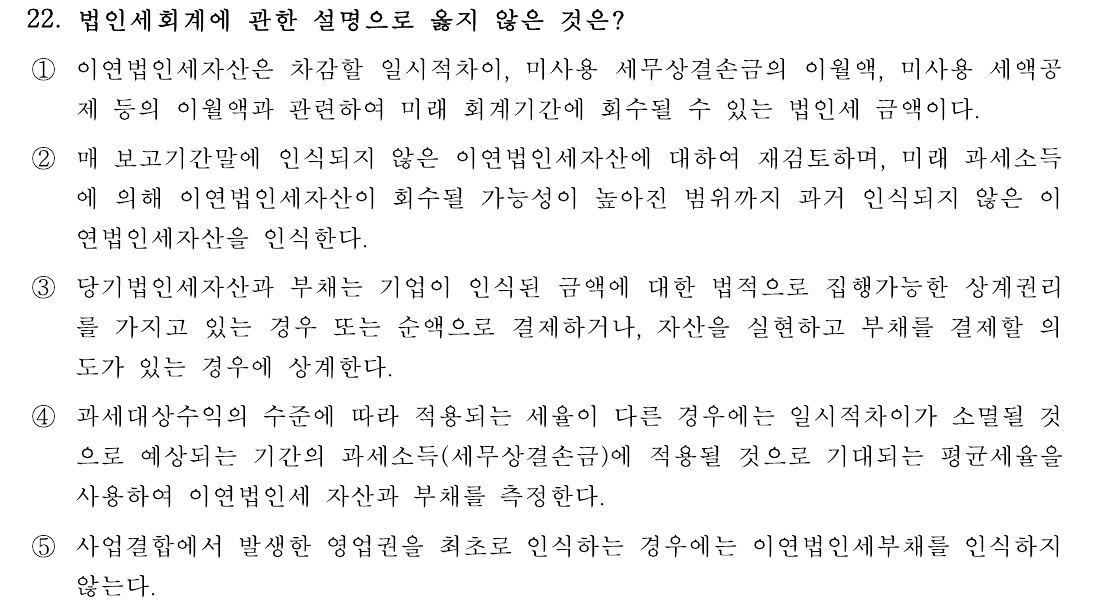 22. 법인세회계에 관한 설명으로 옳지 않은 것은?
① 이연법인세자산은 차감할 일시적차이, 미사용 세무상결손금의 이월액, 미사용 세액공
제 등의 이월액과 관련하여 미래 회계기간에 회수될 수 있는 법인세 금액이다.
② 매 보고기간말에 인식되지 않은 이연법인세자산에 대하여 재검토하며, 미래 과세소득
에 의해 이연법인세자산이 회수될 가능성이 높아진 범위까지 과거 인식되지 않은 이
연법인세자산을 인식한다.
③ 당기법인세자산과 부채는 기업이 인식된 금액에 대한 법적으로 집행가능한 상계권리
를 가지고 있는 경우 또는 순액으로 결제하거나, 자산을 실현하고 부채를 결제할 의
도가 있는 경우에 상계한다.
④ 과세대상수익의 수준에 따라 적용되는 세율이 다른 경우에는 일시적차이가 소멸될 것
으로 예상되는 기간의 과세소득(세무상결손금)에 적용될 것으로 기대되는 평균세율을
사용하여 이연법인세 자산과 부채를 측정한다.
⑤ 사업결합에서 발생한 영업권을 최초로 인식하는 경우에는 이연법인세부채를 인식하지
않는다.